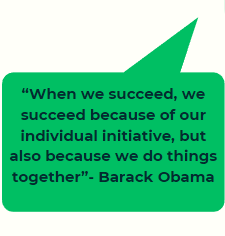 “When we succeed, we
succeed because of our
individual initiative, but
also because we do things
together”- Barack Obama